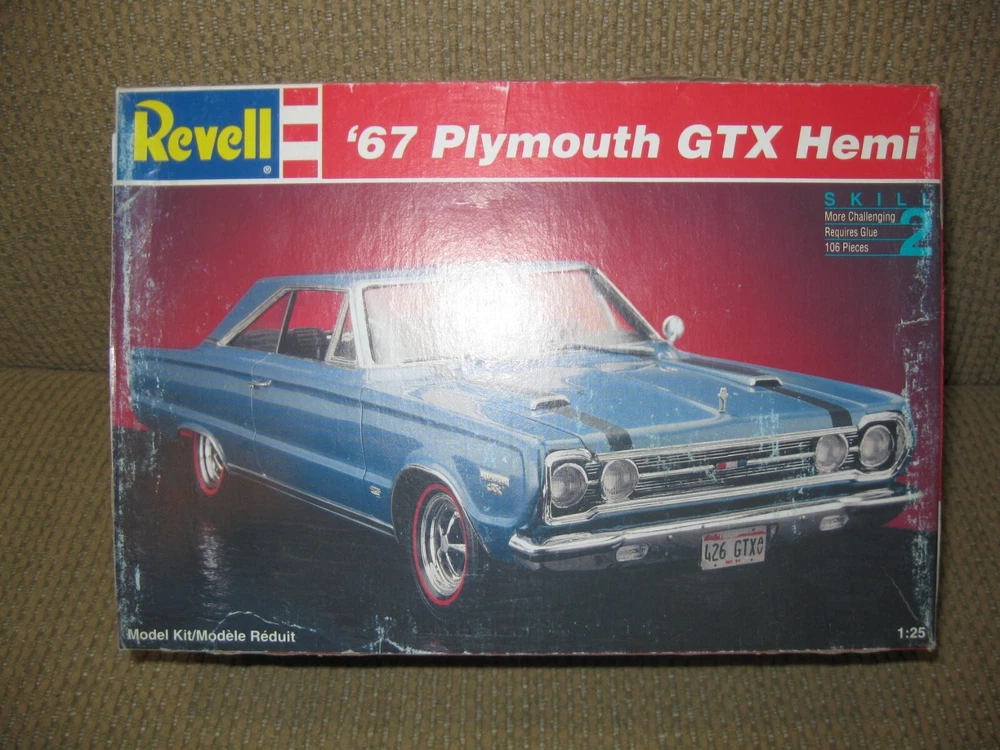 Revell
®
'67 Plymouth GTX Hemi
SKILL 2
More Challenging
Requires Glue
106 Pieces
426 GTX
Model Kit/Modèle Réduit
1:25